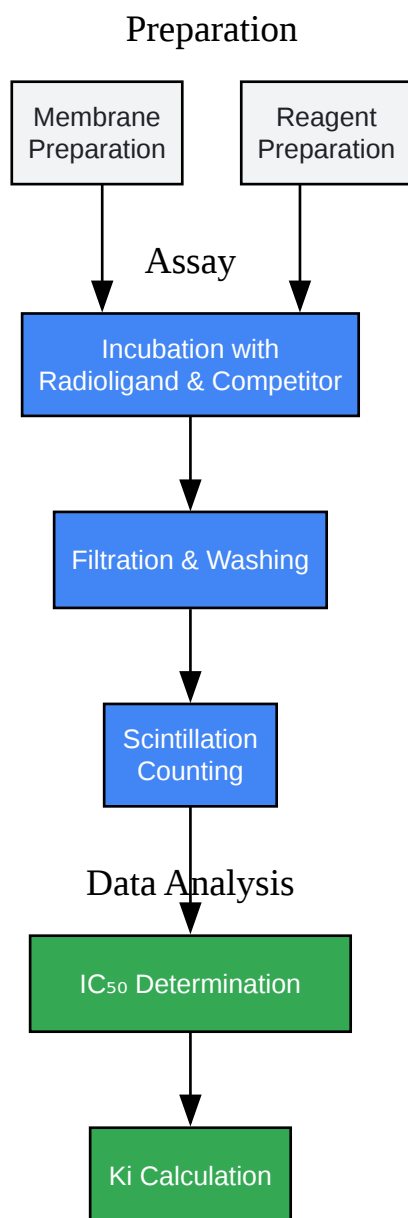 Preparation
Membrane
Preparation
Reagent
Preparation
Assay
Incubation with
Radioligand & Competitor
Filtration & Washing
Scintillation
Counting
Data Analysis
IC₅₀ Determination
Ki Calculation